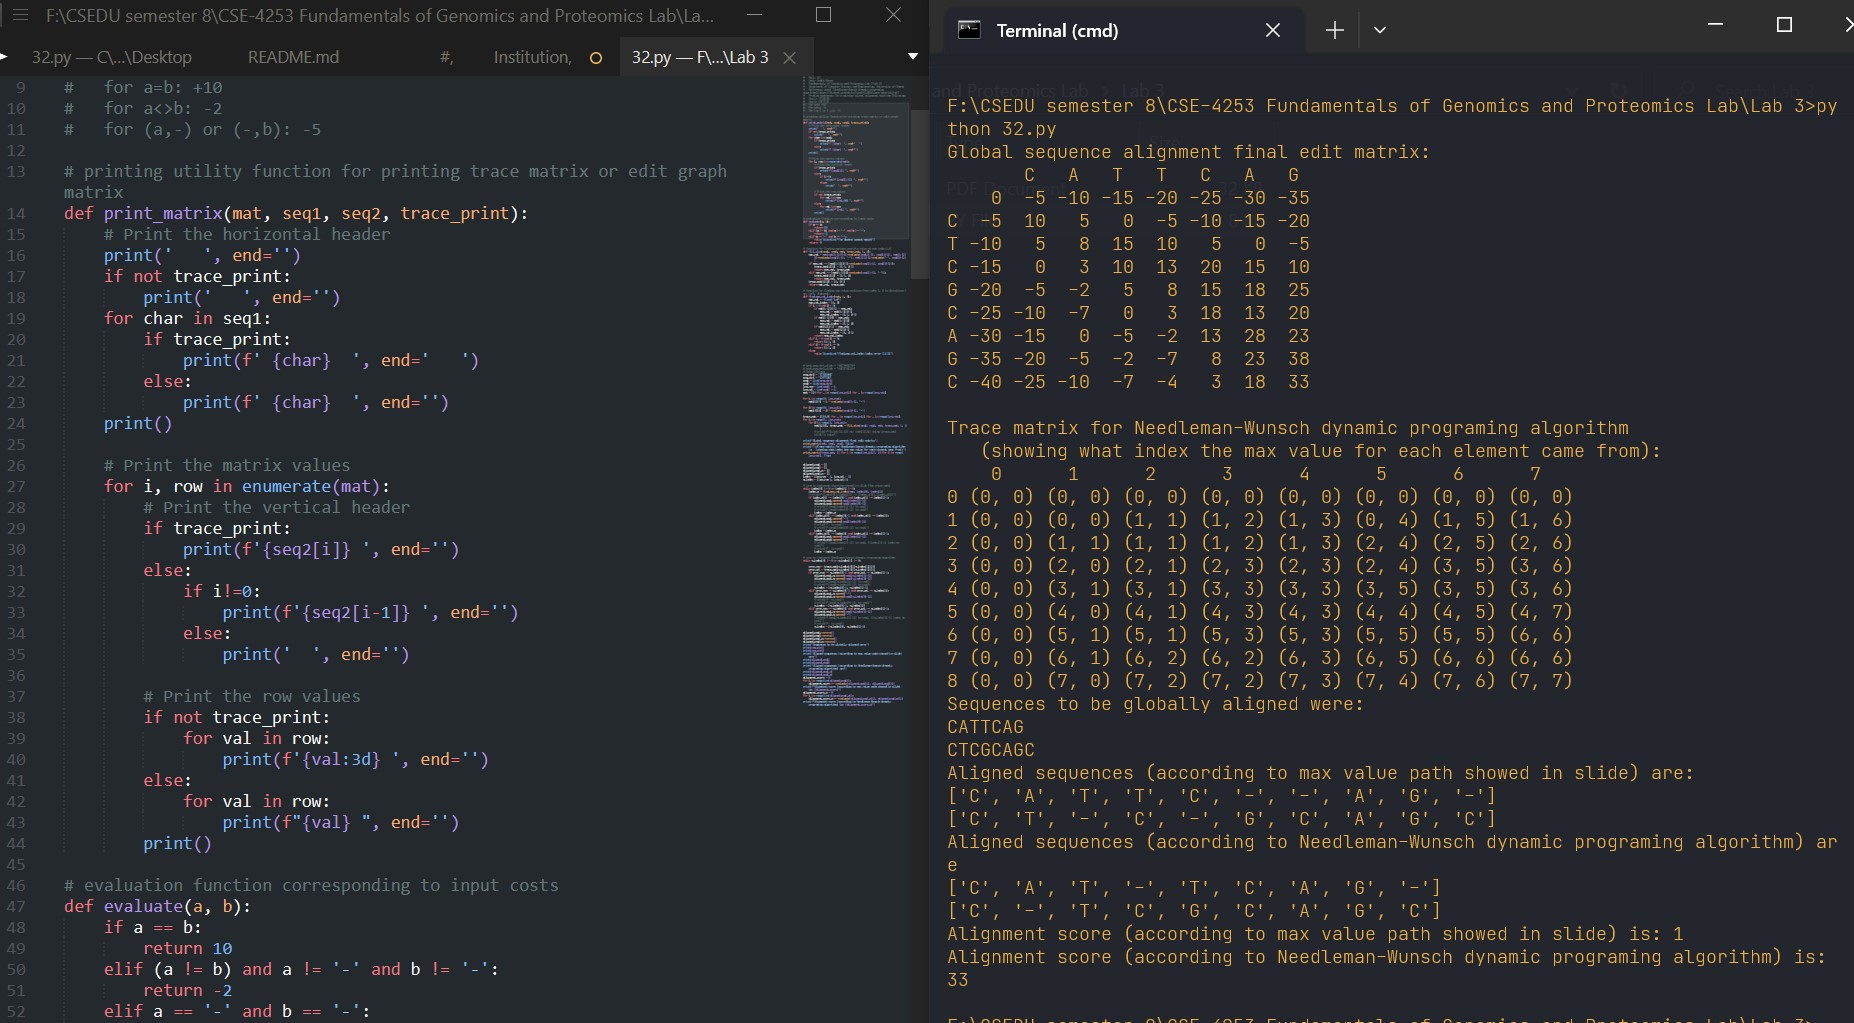 F:\CSEDU semester 8\CSE-4253 Fundamentals of Genomics and Proteomics Lab\La...
32.py — C\...\Desktop README.md #, Institution, 32.py — F\...\Lab 3
9 #   for a=b: +10
10 #   for a<>b: -2
11 #   for (a,-) or (-,b): -5
12
13 # printing utility function for printing trace matrix or edit graph
matrix
14 def print_matrix(mat, seq1, seq2, trace_print):
15     # Print the horizontal header
16     print('   ', end='')
17     if not trace_print:
18         print('   ', end='')
19     for char in seq1:
20         if trace_print:
21             print(f' {char}  ', end='   ')
22         else:
23             print(f' {char}  ', end='')
24     print()
25
26     # Print the matrix values
27     for i, row in enumerate(mat):
28         # Print the vertical header
29         if trace_print:
30             print(f'{seq2[i]} ', end='')
31         else:
32             if i!=0:
33                 print(f'{seq2[i-1]} ', end='')
34             else:
35                 print('  ', end='')
36
37         # Print the row values
38         if not trace_print:
39             for val in row:
40                 print(f'{val:3d} ', end='')
41         else:
42             for val in row:
43                 print(f"{val} ", end='')
44         print()
45
46 # evaluation function corresponding to input costs
47 def evaluate(a, b):
48     if a == b:
49         return 10
50     elif (a != b) and a != '-' and b != '-':
51         return -2
52     elif a == '-' and b == '-':
Terminal (cmd)
F:\CSEDU semester 8\CSE-4253 Fundamentals of Genomics and Proteomics Lab\Lab 3>py
thon 32.py
Global sequence alignment final edit matrix:
       C   A   T   T   C   A   G
    0  -5 -10 -15 -20 -25 -30 -35
C  -5  10   5   0  -5 -10 -15 -20
T -10   5   8  15  10   5   0  -5
C -15   0   3  10  13  20  15  10
G -20  -5  -2   5   8  15  18  25
C -25 -10  -7   0   3  18  13  20
A -30 -15   0  -5  -2  13  28  23
G -35 -20  -5  -2  -7   8  23  38
C -40 -25 -10  -7  -4   3  18  33
Trace matrix for Needleman-Wunsch dynamic programing algorithm
   (showing what index the max value for each element came from):
    0      1      2      3      4      5      6      7
0 (0, 0) (0, 0) (0, 0) (0, 0) (0, 0) (0, 0) (0, 0) (0, 0)
1 (0, 0) (0, 0) (1, 1) (1, 2) (1, 3) (0, 4) (1, 5) (1, 6)
2 (0, 0) (1, 1) (1, 1) (1, 2) (1, 3) (2, 4) (2, 5) (2, 6)
3 (0, 0) (2, 0) (2, 1) (2, 3) (2, 3) (2, 4) (3, 5) (3, 6)
4 (0, 0) (3, 1) (3, 1) (3, 3) (3, 3) (3, 5) (3, 5) (3, 6)
5 (0, 0) (4, 0) (4, 1) (4, 3) (4, 3) (4, 4) (4, 5) (4, 7)
6 (0, 0) (5, 1) (5, 1) (5, 3) (5, 3) (5, 5) (5, 5) (6, 6)
7 (0, 0) (6, 1) (6, 2) (6, 2) (6, 3) (6, 5) (6, 6) (6, 6)
8 (0, 0) (7, 0) (7, 2) (7, 2) (7, 3) (7, 4) (7, 6) (7, 7)
Sequences to be globally aligned were:
CATTCAG
CTCGCAGC
Aligned sequences (according to max value path showed in slide) are:
['C', 'A', 'T', 'T', 'C', '-', '-', 'A', 'G', '-']
['C', 'T', '-', 'C', '-', 'G', 'C', 'A', 'G', 'C']
Aligned sequences (according to Needleman-Wunsch dynamic programing algorithm) ar
e
['C', 'A', 'T', '-', 'T', 'C', 'A', 'G', '-']
['C', '-', 'T', 'C', 'G', 'C', 'A', 'G', 'C']
Alignment score (according to max value path showed in slide) is: 1
Alignment score (according to Needleman-Wunsch dynamic programing algorithm) is:
33